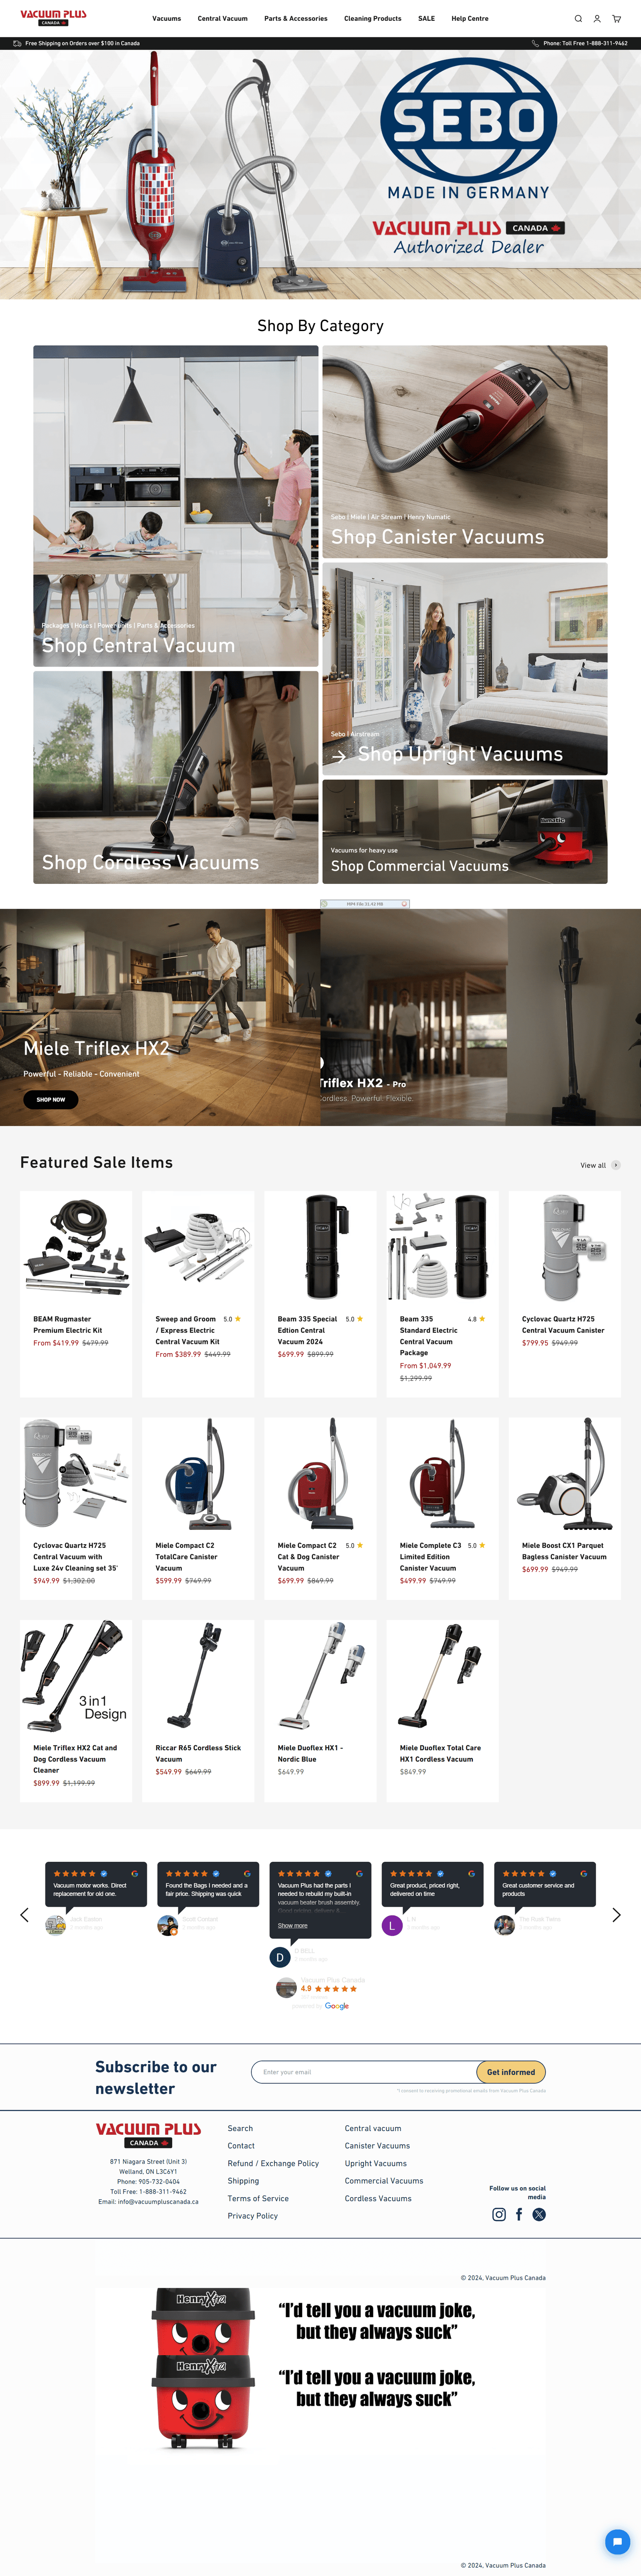 VACUUM PLUS
CANADA
Vacuums
Central Vacuum
Parts & Accessories
Cleaning Products
SALE
Help Centre
Free Shipping on Orders over $100 in Canada
Phone: Toll Free 1-888-311-9462
SEBO
MADE IN GERMANY
VACUUM PLUS CANADA
Authorized Dealer
Shop By Category
Packages | Hoses | Powerunits | Parts & Accessories
Shop Central Vacuum
Sebo | Miele | Air Stream | Henry Numatic
Shop Canister Vacuums
Sebo | Airstream
Shop Upright Vacuums
Shop Cordless Vacuums
Vacuums for heavy use
Shop Commercial Vacuums
Miele Triflex HX2
Powerful - Reliable - Convenient
SHOP NOW
Triflex HX2 - Pro
Cordless. Powerful. Flexible.
Featured Sale Items
View all
BEAM Rugmaster
Premium Electric Kit
From $419.99 $479.99
Sweep and Groom 5.0
/ Express Electric
Central Vacuum Kit
From $389.99 $449.99
Beam 335 Special 5.0
Edtion Central
Vacuum 2024
$699.99 $899.99
Beam 335 4.8
Standard Electric
Central Vacuum
Package
From $1,049.99
$1,299.99
Cyclovac Quartz H725
Central Vacuum Canister
$799.95 $949.99
Cyclovac Quartz H725
Central Vacuum with
Luxe 24v Cleaning set 35'
$949.99 $1,302.00
Miele Compact C2
TotalCare Canister
Vacuum
$599.99 $749.99
Miele Compact C2 5.0
Cat & Dog Canister
Vacuum
$699.99 $849.99
Miele Complete C3 5.0
Limited Edition
Canister Vacuum
$499.99 $749.99
Miele Boost CX1 Parquet
Bagless Canister Vacuum
$699.99 $949.99
3 in 1
Design
Miele Triflex HX2 Cat and
Dog Cordless Vacuum
Cleaner
$899.99 $1,199.99
Riccar R65 Cordless Stick
Vacuum
$549.99 $649.99
Miele Duoflex HX1 -
Nordic Blue
$649.99
Miele Duoflex Total Care
HX1 Cordless Vacuum
$849.99
Vacuum motor works. Direct
replacement for old one.
Found the Bags I needed and a
fair price. Shipping was quick
Vacuum Plus had the parts I
needed to rebuild my built-in
vacuum beater brush assembly.
Show more
Great product, priced right,
delivered on time
Great customer service and
products
L
D
D BELL
Vacuum Plus Canada
4.9
powered by Google
Subscribe to our
newsletter
Enter your email
Get informed
*I consent to receiving promotional emails from Vacuum Plus Canada
VACUUM PLUS
CANADA
871 Niagara Street (Unit 3)
Welland, ON L3C6Y1
Phone: 905-732-0404
Toll Free: 1-888-311-9462
Email: info@vacuumpluscanada.ca
Search
Contact
Refund / Exchange Policy
Shipping
Terms of Service
Privacy Policy
Central vacuum
Canister Vacuums
Upright Vacuums
Commercial Vacuums
Cordless Vacuums
Follow us on social
media
© 2024, Vacuum Plus Canada
Henry Xtra
“I’d tell you a vacuum joke,
but they always suck”
Henry Xtra
“I’d tell you a vacuum joke,
but they always suck”
© 2024, Vacuum Plus Canada